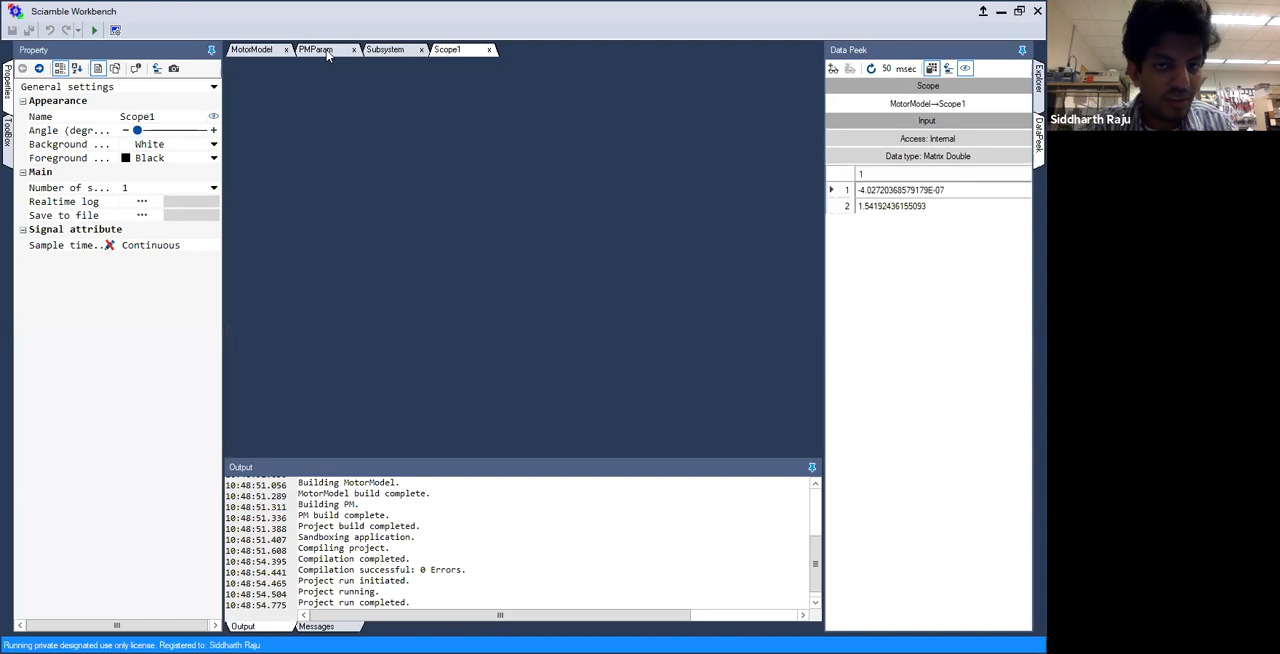 Sciamble Workbench
Property
General settings
Appearance
Name Scope1
Angle (degr...
Background ... White
Foreground ... Black
Main
Number of s... 1
Realtime log ...
Save to file ...
Signal attribute
Sample time... Continuous
Properties
ToolBox
MotorModel x PMParam x Subsystem x Scope1 x
Output
10:48:51.056 Building MotorModel.
10:48:51.289 MotorModel build complete.
10:48:51.311 Building PM.
10:48:51.336 PM build complete.
10:48:51.388 Project build completed.
10:48:51.407 Sandboxing application.
10:48:51.608 Compiling project.
10:48:54.395 Compilation completed.
10:48:54.441 Compilation successful: 0 Errors.
10:48:54.465 Project run initiated.
10:48:54.504 Project running.
10:48:54.775 Project run completed.
Output Messages
Data Peek
50 msec
Scope
MotorModel→Scope1
Input
Access: Internal
Data type: Matrix Double
1
1 -4.02720368579179E-07
2 1.54192436155093
Explorer
DataPeek
Siddharth Raju
Running private designated use only license. Registered to: Siddharth Raju